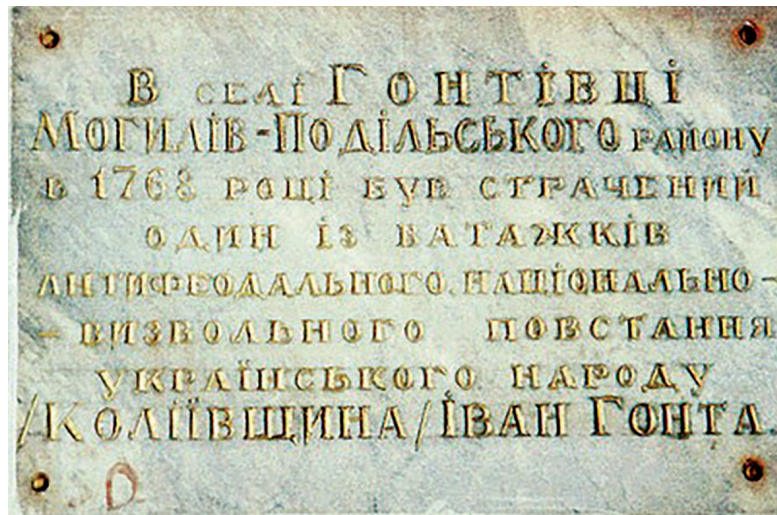 В селі Гонтівці
Могилів-Подільського району
в 1768 році був страчений
один із ватажків
антифеодального, національно-
-визвольного повстання
українського народу
/Коліївщина/ Іван Гонта.